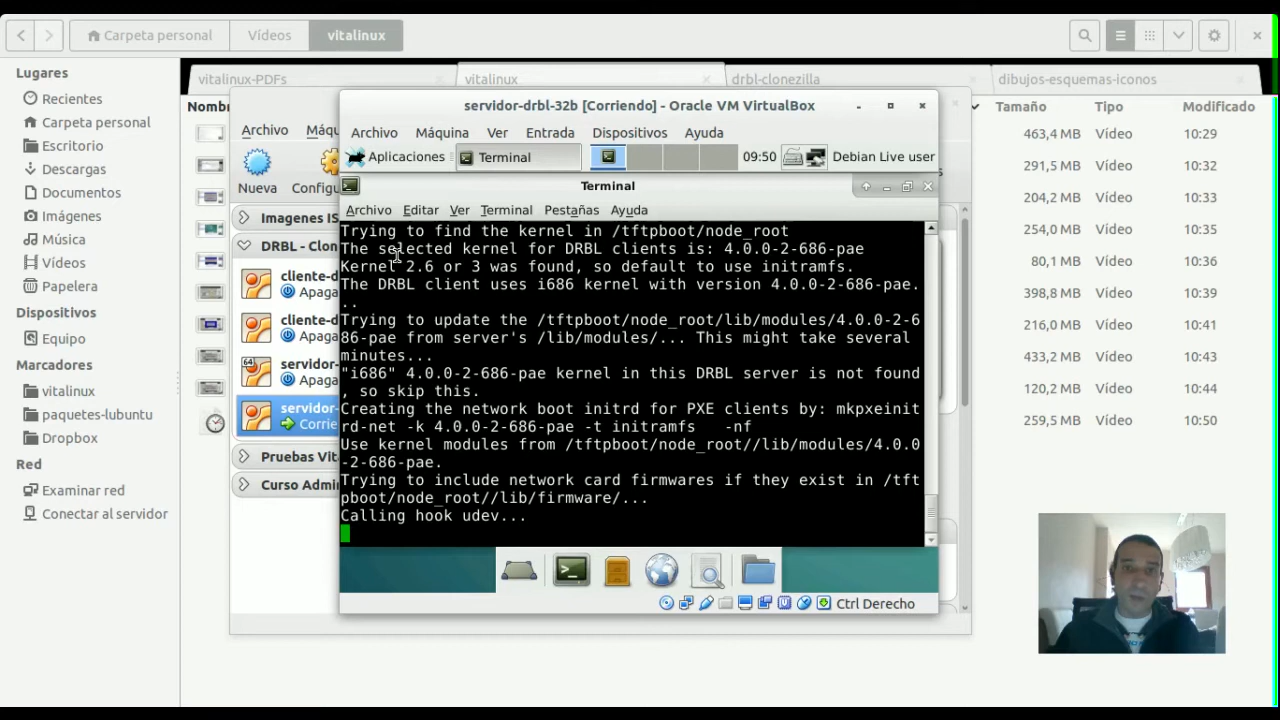 Carpeta personal
Vídeos
vitalinux
vitalinux-PDFs
vitalinux
drbl-clonezilla
dibujos-esquemas-iconos
Lugares
Recientes
Carpeta personal
Escritorio
Descargas
Documentos
Imágenes
Música
Vídeos
Papelera
Dispositivos
Equipo
Marcadores
vitalinux
paquetes-lubuntu
Dropbox
Red
Examinar red
Conectar al servidor
Nomb
Tamaño
Tipo
Modificado
463,4 MB Vídeo 10:29
291,5 MB Vídeo 10:32
204,2 MB Vídeo 10:33
254,0 MB Vídeo 10:35
80,1 MB Vídeo 10:36
398,8 MB Vídeo 10:39
216,0 MB Vídeo 10:41
433,2 MB Vídeo 10:43
120,2 MB Vídeo 10:44
259,5 MB Vídeo 10:50
Archivo Máqu
Nueva Configu
Imagenes IS
DRBL - Clon
cliente-d
Apaga
cliente-d
Apaga
64
servidor-
Apaga
servidor-
Corrie
Pruebas Vit
Curso Admi
servidor-drbl-32b [Corriendo] - Oracle VM VirtualBox
Archivo Máquina Ver Entrada Dispositivos Ayuda
Aplicaciones Terminal 09:50 Debian Live user
Terminal
Archivo Editar Ver Terminal Pestañas Ayuda
Trying to find the kernel in /tftpboot/node_root
The selected kernel for DRBL clients is: 4.0.0-2-686-pae
Kernel 2.6 or 3 was found, so default to use initramfs.
The DRBL client uses i686 kernel with version 4.0.0-2-686-pae.
..
Trying to update the /tftpboot/node_root/lib/modules/4.0.0-2-6
86-pae from server's /lib/modules/... This might take several
minutes...
"i686" 4.0.0-2-686-pae kernel in this DRBL server is not found
, so skip this.
Creating the network boot initrd for PXE clients by: mkpxeinit
rd-net -k 4.0.0-2-686-pae -t initramfs   -nf
Use kernel modules from /tftpboot/node_root//lib/modules/4.0.0
-2-686-pae.
Trying to include network card firmwares if they exist in /tft
pboot/node_root//lib/firmware/...
Calling hook udev...
Ctrl Derecho